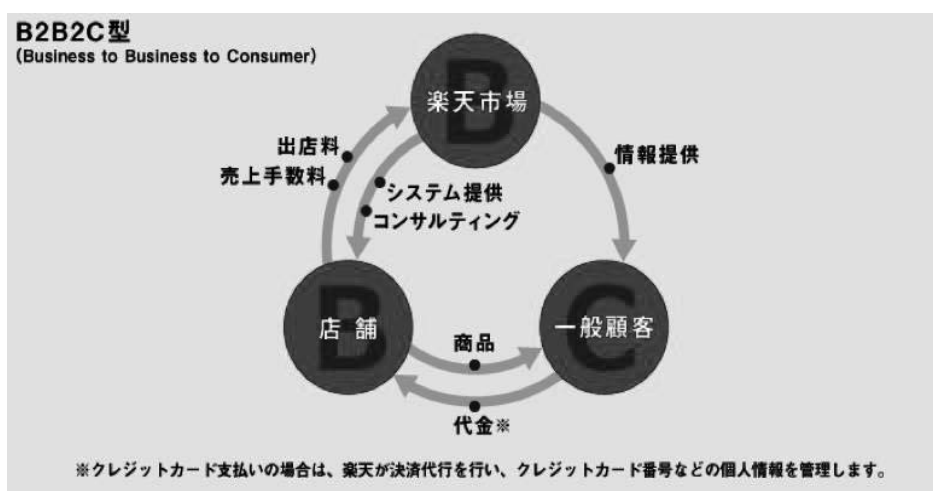 B2B2C型
(Business to Business to Consumer)
B
楽天市場
出店料
売上手数料
システム提供
コンサルティング
情報提供
B
店舗
C
一般顧客
商品
代金※
※クレジットカード支払いの場合は、楽天が決済代行を行い、クレジットカード番号などの個人情報を管理します。